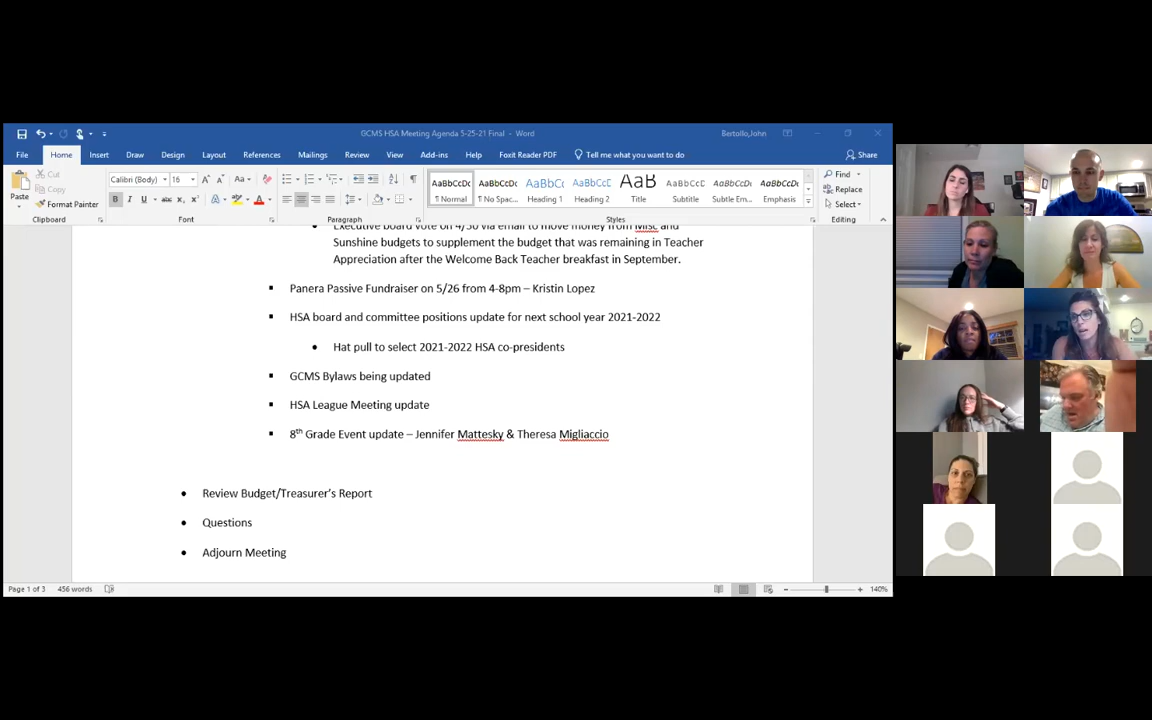 GCMS HSA Meeting Agenda 5-25-21 Final - Word
Bertollo,John
File Home Insert Draw Design Layout References Mailings Review View Add-ins Help Foxit Reader PDF Tell me what you want to do Share
Paste
Cut
Copy
Format Painter
Clipboard
Calibri (Body) 16
Font
Paragraph
AaBbCcDc AaBbCcDc AaBbCc AaBbCcC AaB AaBbCcD AaBbCcDc AaBbCcDc
¶ Normal ¶ No Spac... Heading 1 Heading 2 Title Subtitle Subtle Em... Emphasis
Styles
Find
Replace
Select
Editing
Executive board vote on 4/30 via email to move money from Misc and
Sunshine budgets to supplement the budget that was remaining in Teacher
Appreciation after the Welcome Back Teacher breakfast in September.
Panera Passive Fundraiser on 5/26 from 4-8pm – Kristin Lopez
HSA board and committee positions update for next school year 2021-2022
Hat pull to select 2021-2022 HSA co-presidents
GCMS Bylaws being updated
HSA League Meeting update
8th Grade Event update – Jennifer Mattesky & Theresa Migliaccio
Review Budget/Treasurer's Report
Questions
Adjourn Meeting
Page 1 of 3 456 words 140%